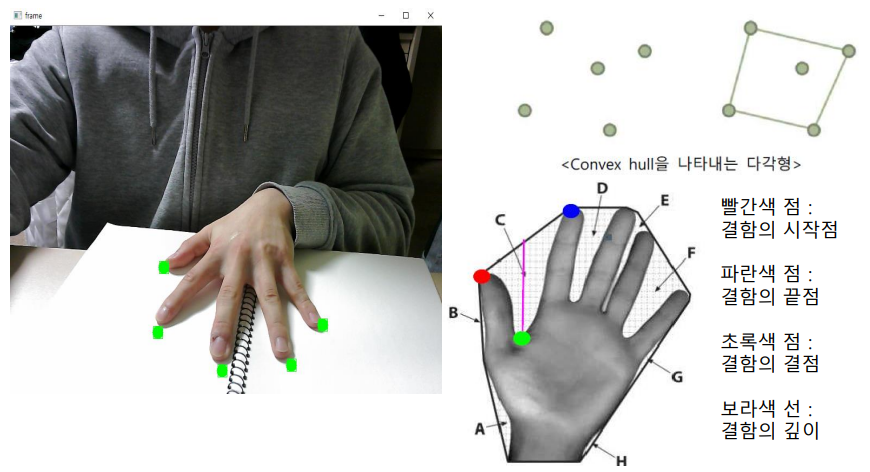 frame
<Convex hull을 나타내는 다각형>
D
E
C
F
B
G
A
H
빨간색 점 :
결함의 시작점
파란색 점 :
결함의 끝점
초록색 점 :
결함의 결점
보라색 선 :
결함의 깊이